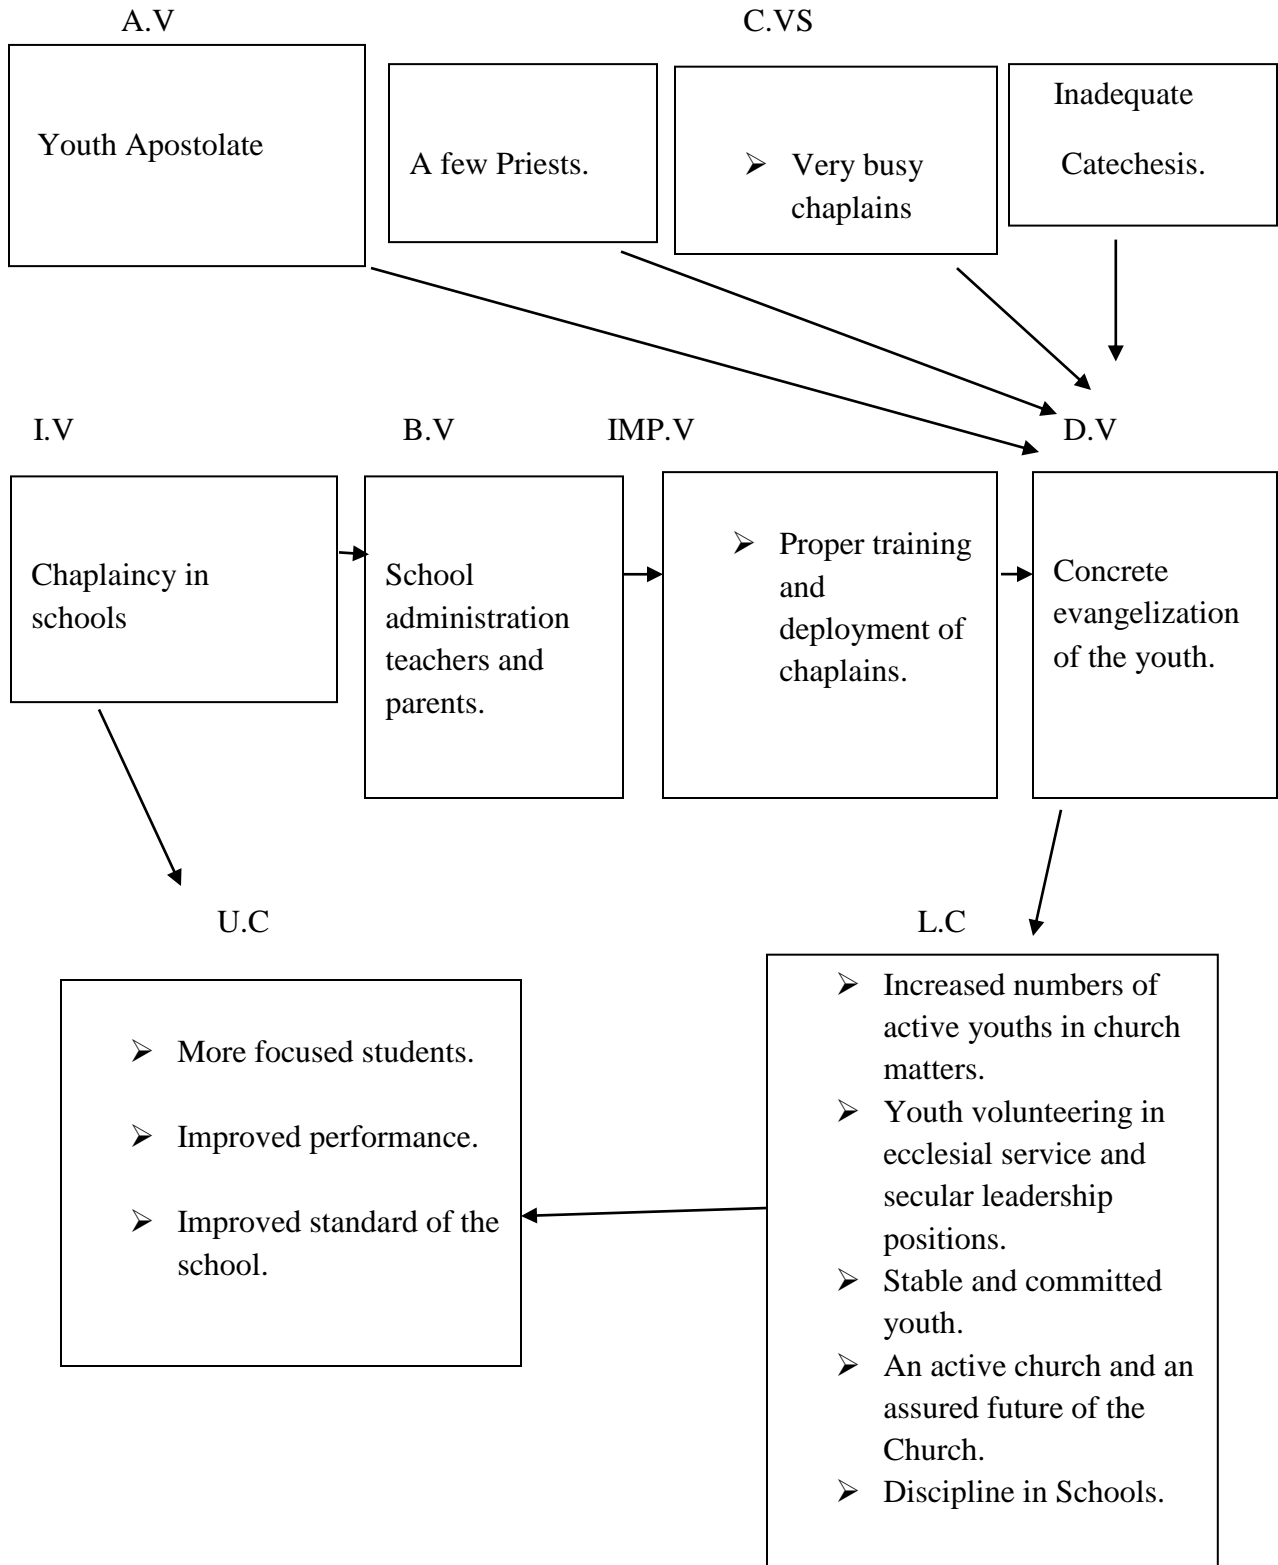 A.V
C.VS
Youth Apostolate
A few Priests.
➢ Very busy
chaplains
Inadequate
Catechesis.
I.V
B.V
IMP.V
D.V
Chaplaincy in
schools
School
administration
teachers and
parents.
➢ Proper training
and
deployment of
chaplains.
Concrete
evangelization
of the youth.
U.C
L.C
➢ More focused students.
➢ Improved performance.
➢ Improved standard of the
school.
➢ Increased numbers of
active youths in church
matters.
➢ Youth volunteering in
ecclesial service and
secular leadership
positions.
➢ Stable and committed
youth.
➢ An active church and an
assured future of the
Church.
➢ Discipline in Schools.